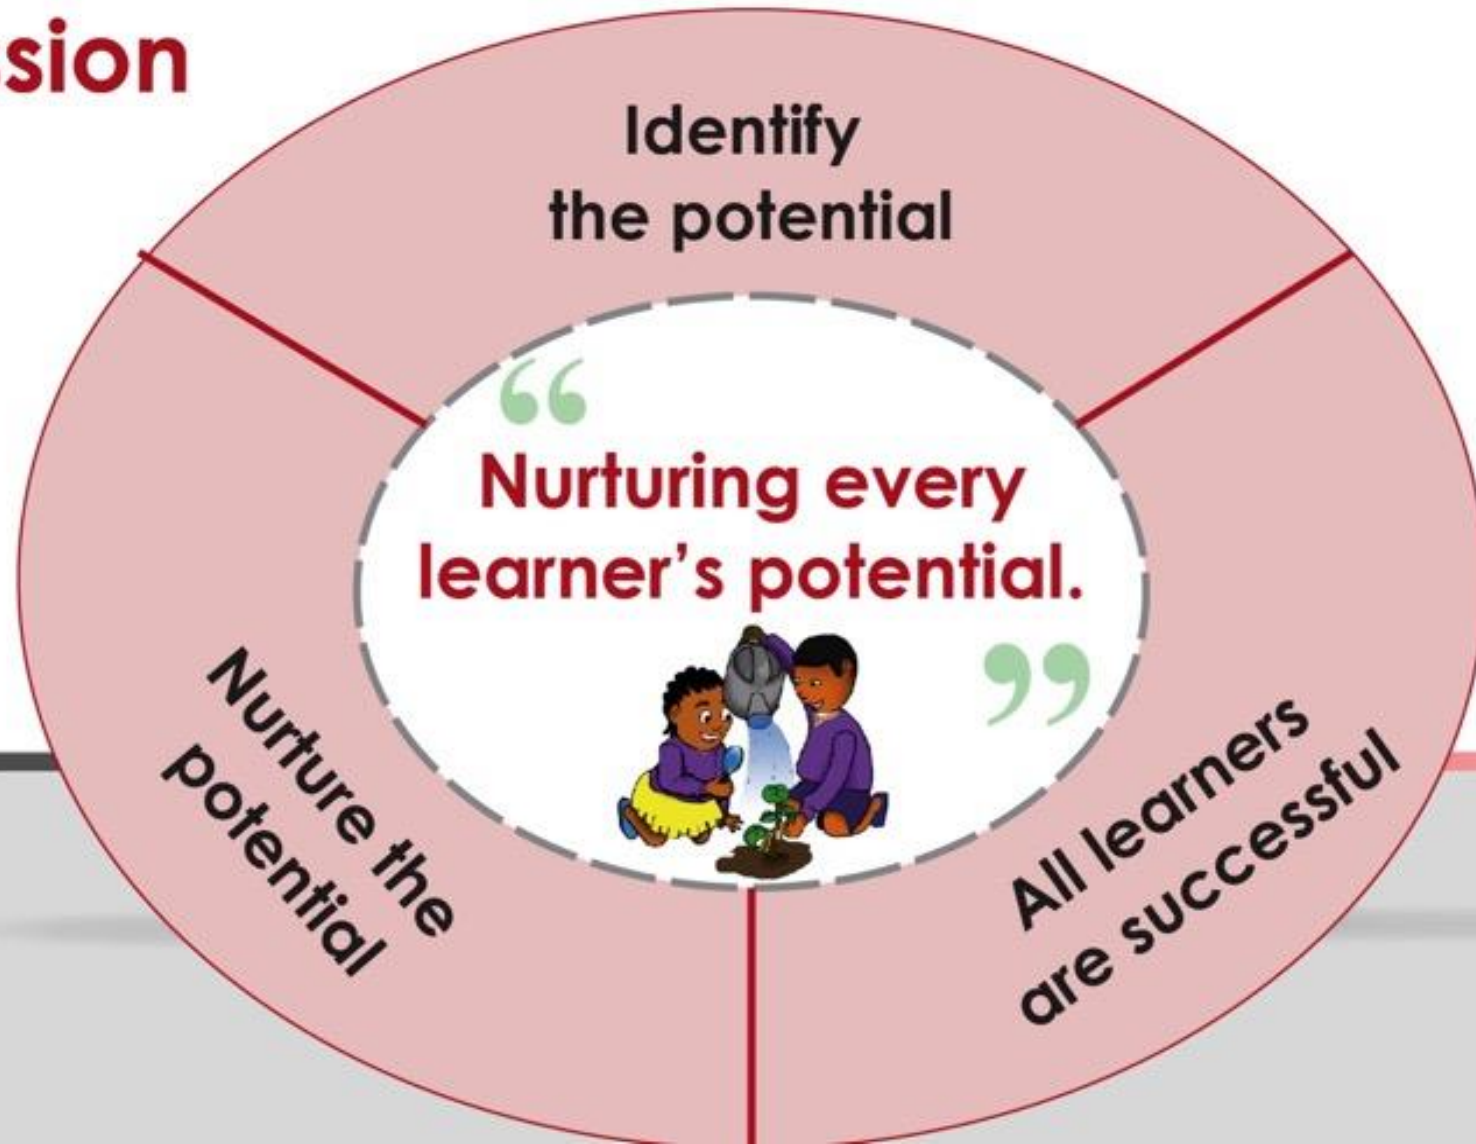 sion
Identify
the potential
“
Nurturing every
learner’s potential.
”
Nurture the
potential
All learners
are successful